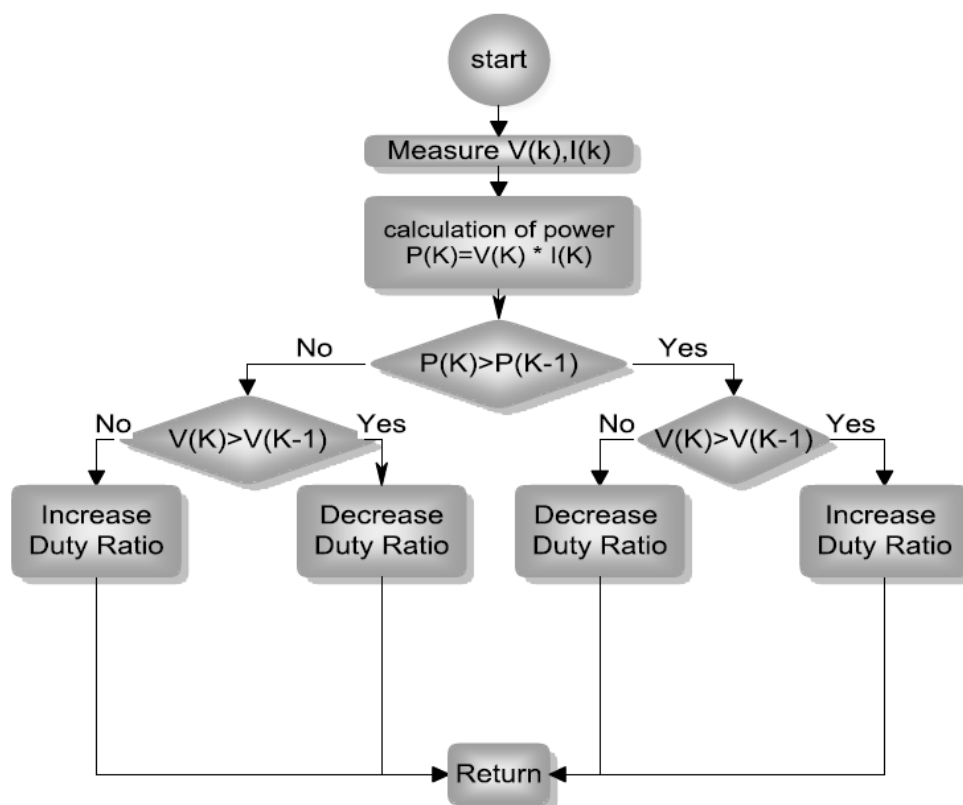 start
Measure V(k),I(k)
calculation of power
P(K)=V(K) * I(K)
No
P(K)>P(K-1)
Yes
No
V(K)>V(K-1)
Yes
No
V(K)>V(K-1)
Yes
Increase
Duty Ratio
Decrease
Duty Ratio
Decrease
Duty Ratio
Increase
Duty Ratio
Return